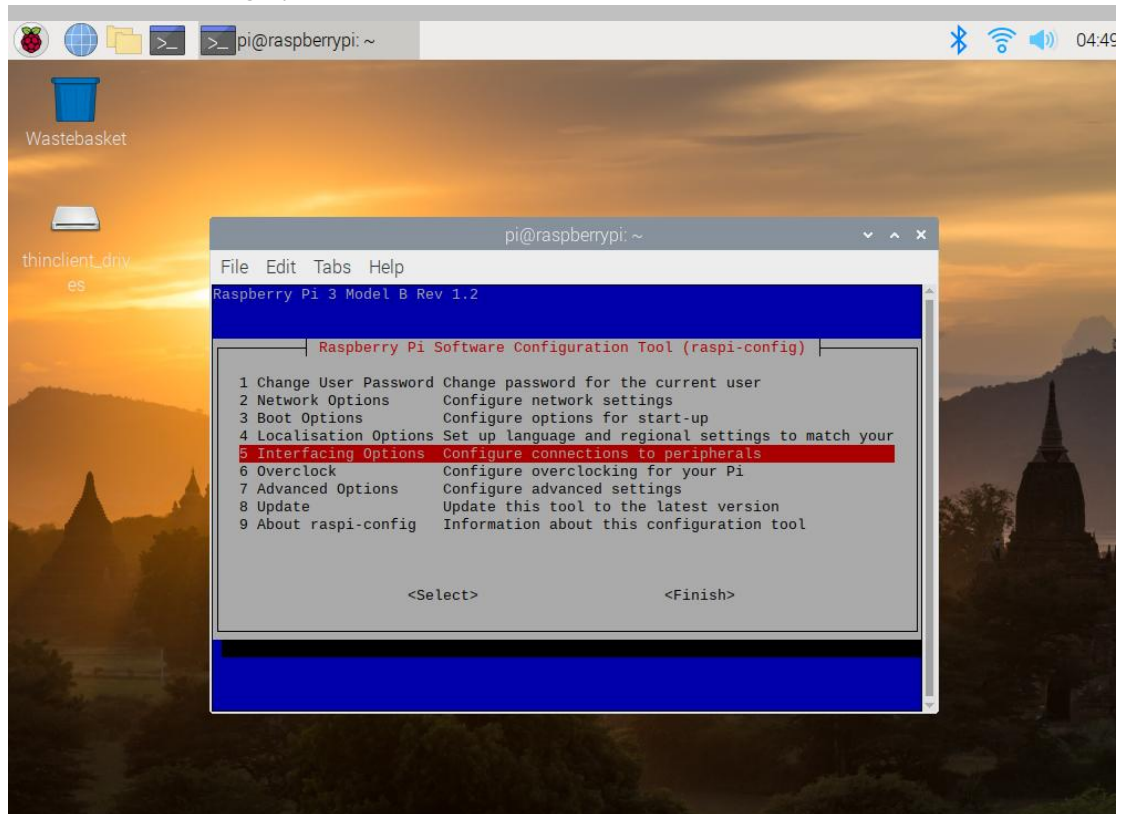 pi@raspberrypi: ~
04:49
Wastebasket
thinclient_driv
es
pi@raspberrypi: ~
File Edit Tabs Help
Raspberry Pi 3 Model B Rev 1.2
Raspberry Pi Software Configuration Tool (raspi-config)
1 Change User Password Change password for the current user
2 Network Options Configure network settings
3 Boot Options Configure options for start-up
4 Localisation Options Set up language and regional settings to match your
5 Interfacing Options Configure connections to peripherals
6 Overclock Configure overclocking for your Pi
7 Advanced Options Configure advanced settings
8 Update Update this tool to the latest version
9 About raspi-config Information about this configuration tool
<Select> <Finish>